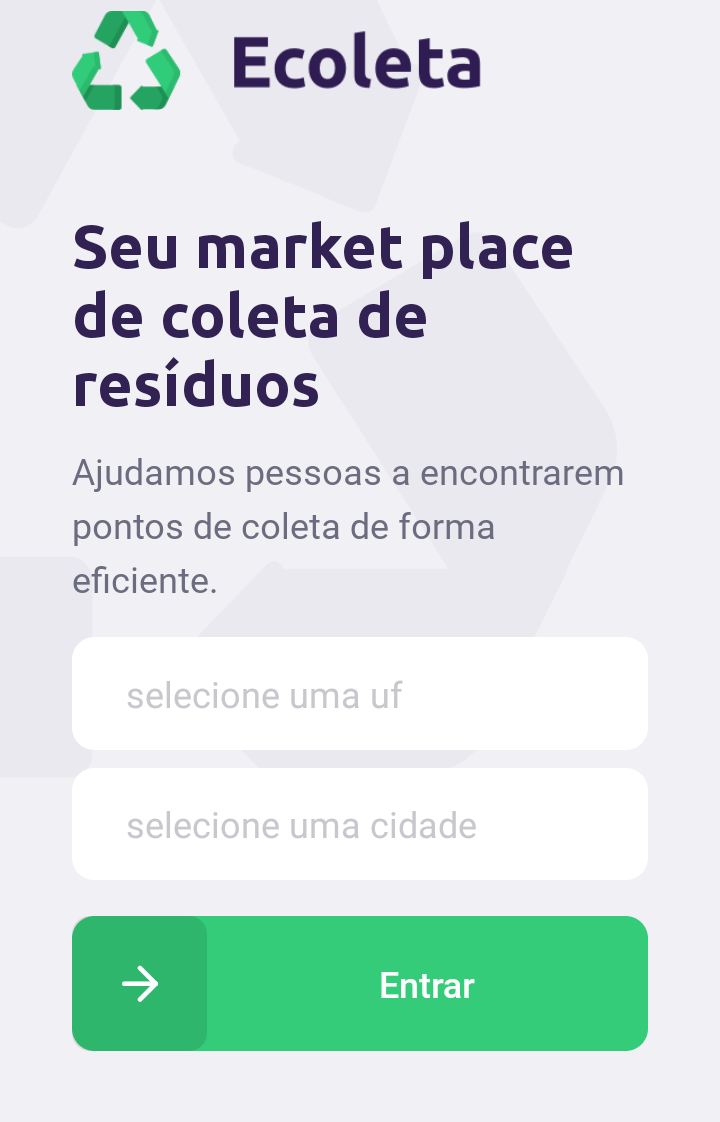 Ecoleta
Seu market place
de coleta de
resíduos
Ajudamos pessoas a encontrarem
pontos de coleta de forma
eficiente.
selecione uma uf
selecione uma cidade
Entrar